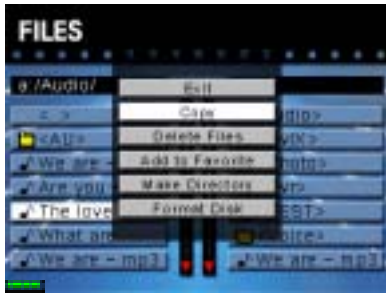 FILES
a:/Audio/
Exit
Copy
Delete Files
Add to Favorite
Make Directory
Format Disk
<AU>
We are -
Are you
The love
What are
We are - mp3
We are - mp3